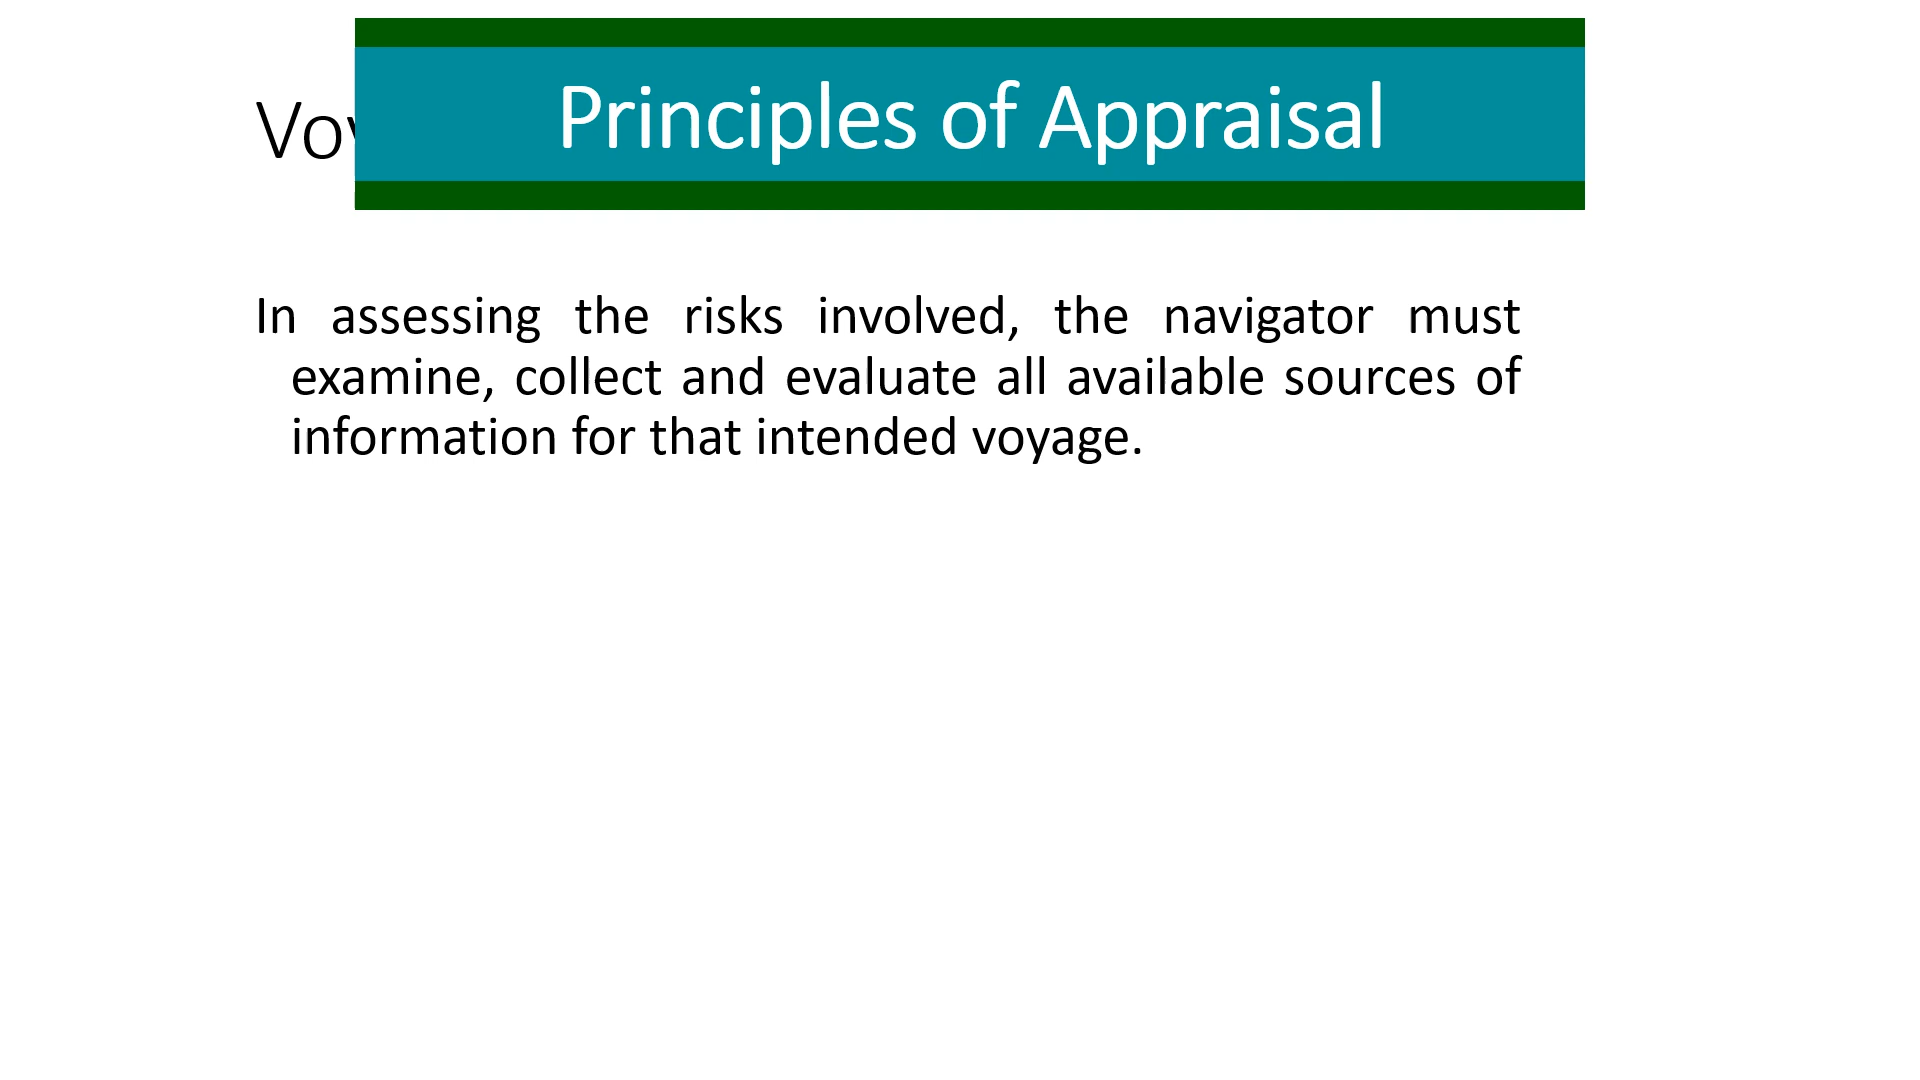 Principles of Appraisal
In assessing the risks involved, the navigator must
examine, collect and evaluate all available sources of
information for that intended voyage.